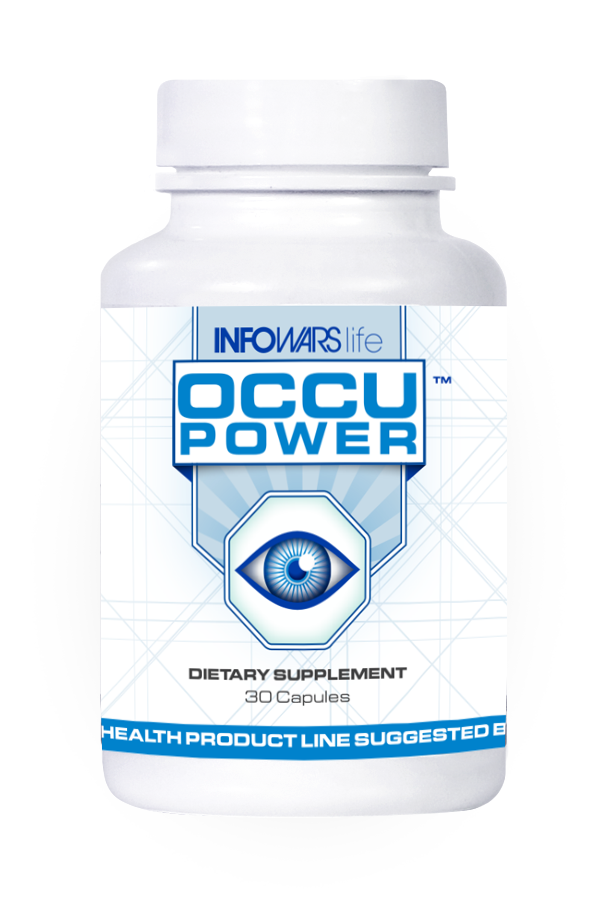 INFOWARS life
OCCU ™
POWER
DIETARY SUPPLEMENT
30 Capules
HEALTH PRODUCT LINE SUGGESTED B